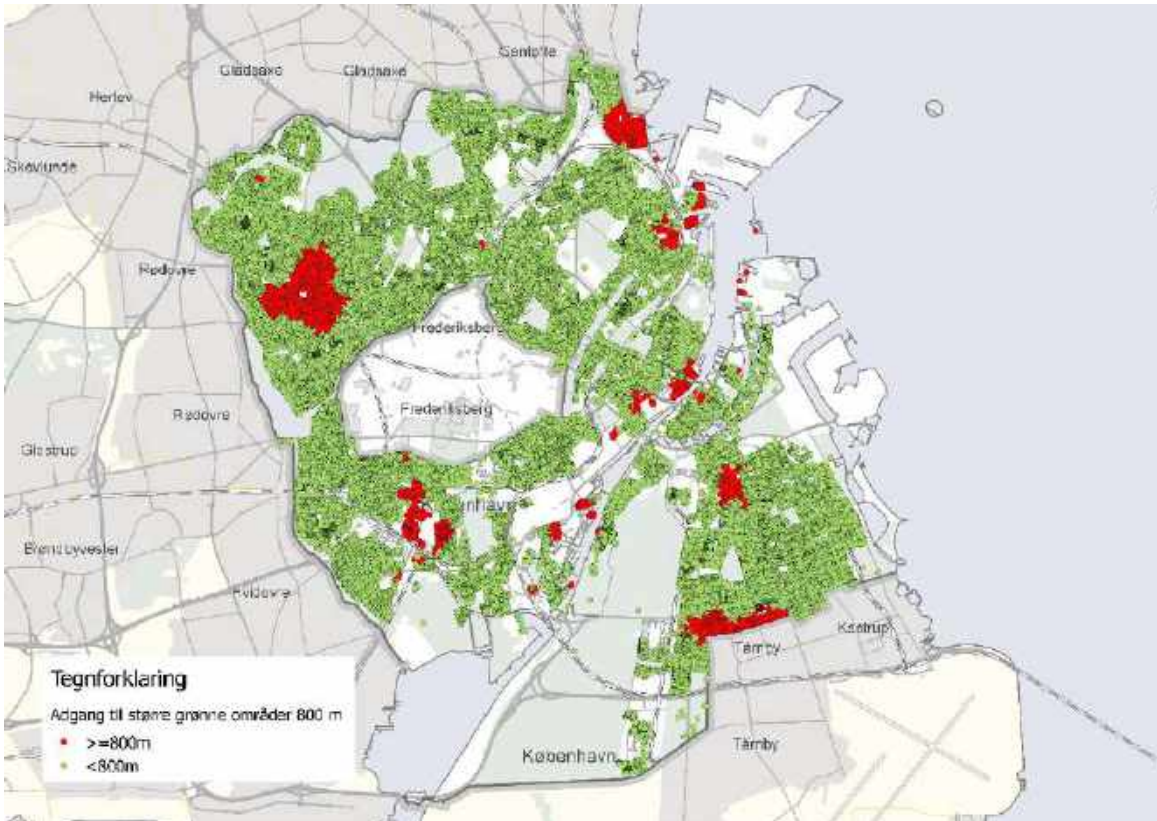 Gentofte
Gladsaxe
Gladsaxe
Herlev
Skovlunde
Rødovre
Frederiksberg
Frederiksberg
Rødovre
Glostrup
København
Brøndbyvester
Hvidovre
Kastrup
Tårnby
Tårnby
København
Tegnforklaring
Adgang til større grønne områder 800 m
>=800m
<800m